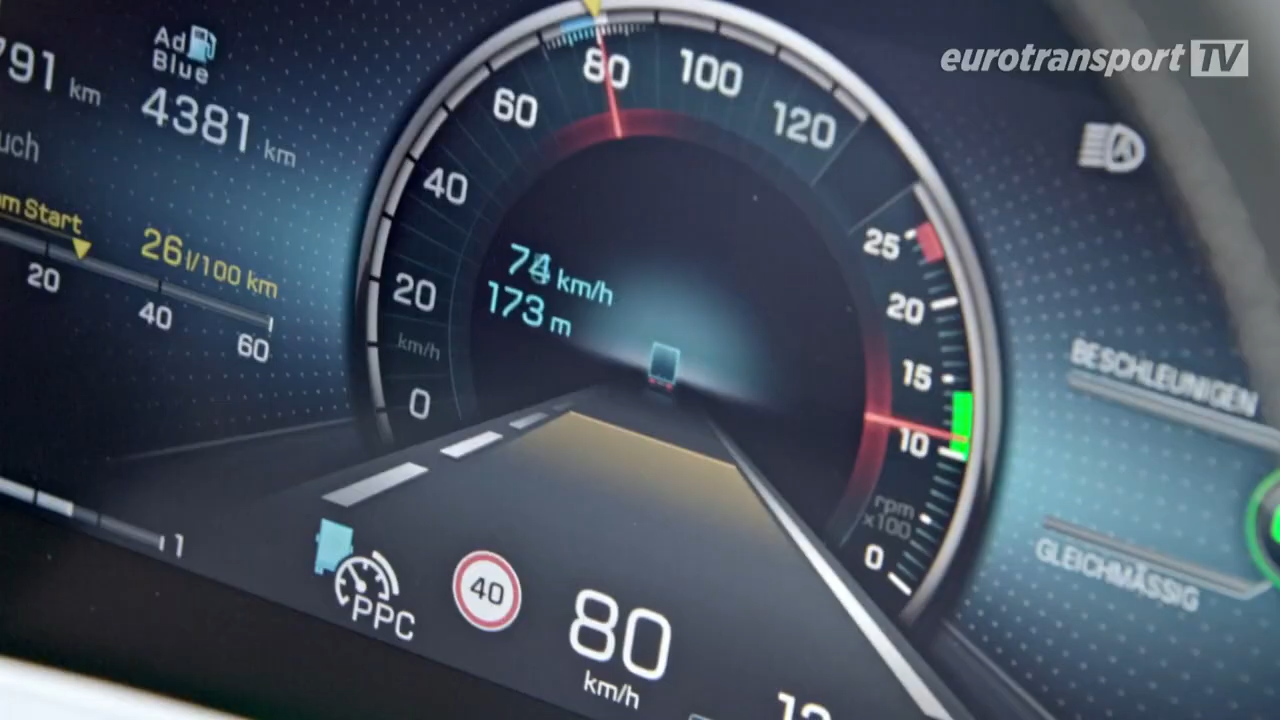 eurotransport TV
791 km
Ad
Blue
4381 km
uch
m Start
26 l/100 km
20
40
60
0
20
40
60
80
100
120
km/h
74 km/h
173 m
25
20
15
10
0
rpm
x100
BESCHLEUNIGEN
GLEICHMÄSSIG
1
PPC
40
80
km/h